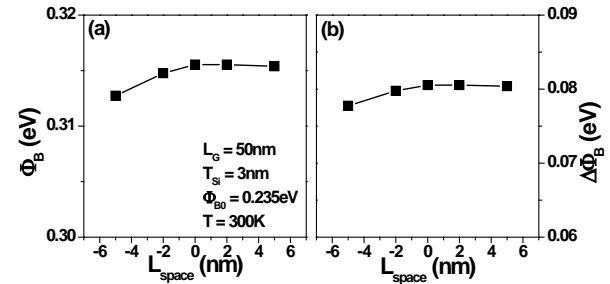 (a)
0.32
0.31
0.30
Φ_B (eV)
L_G = 50nm
T_Si = 3nm
Φ_B0 = 0.235eV
T = 300K
-6 -4 -2 0 2 4 6
L_space (nm)
(b)
0.09
0.08
0.07
0.06
ΔΦ_B (eV)
-6 -4 -2 0 2 4 6
L_space (nm)